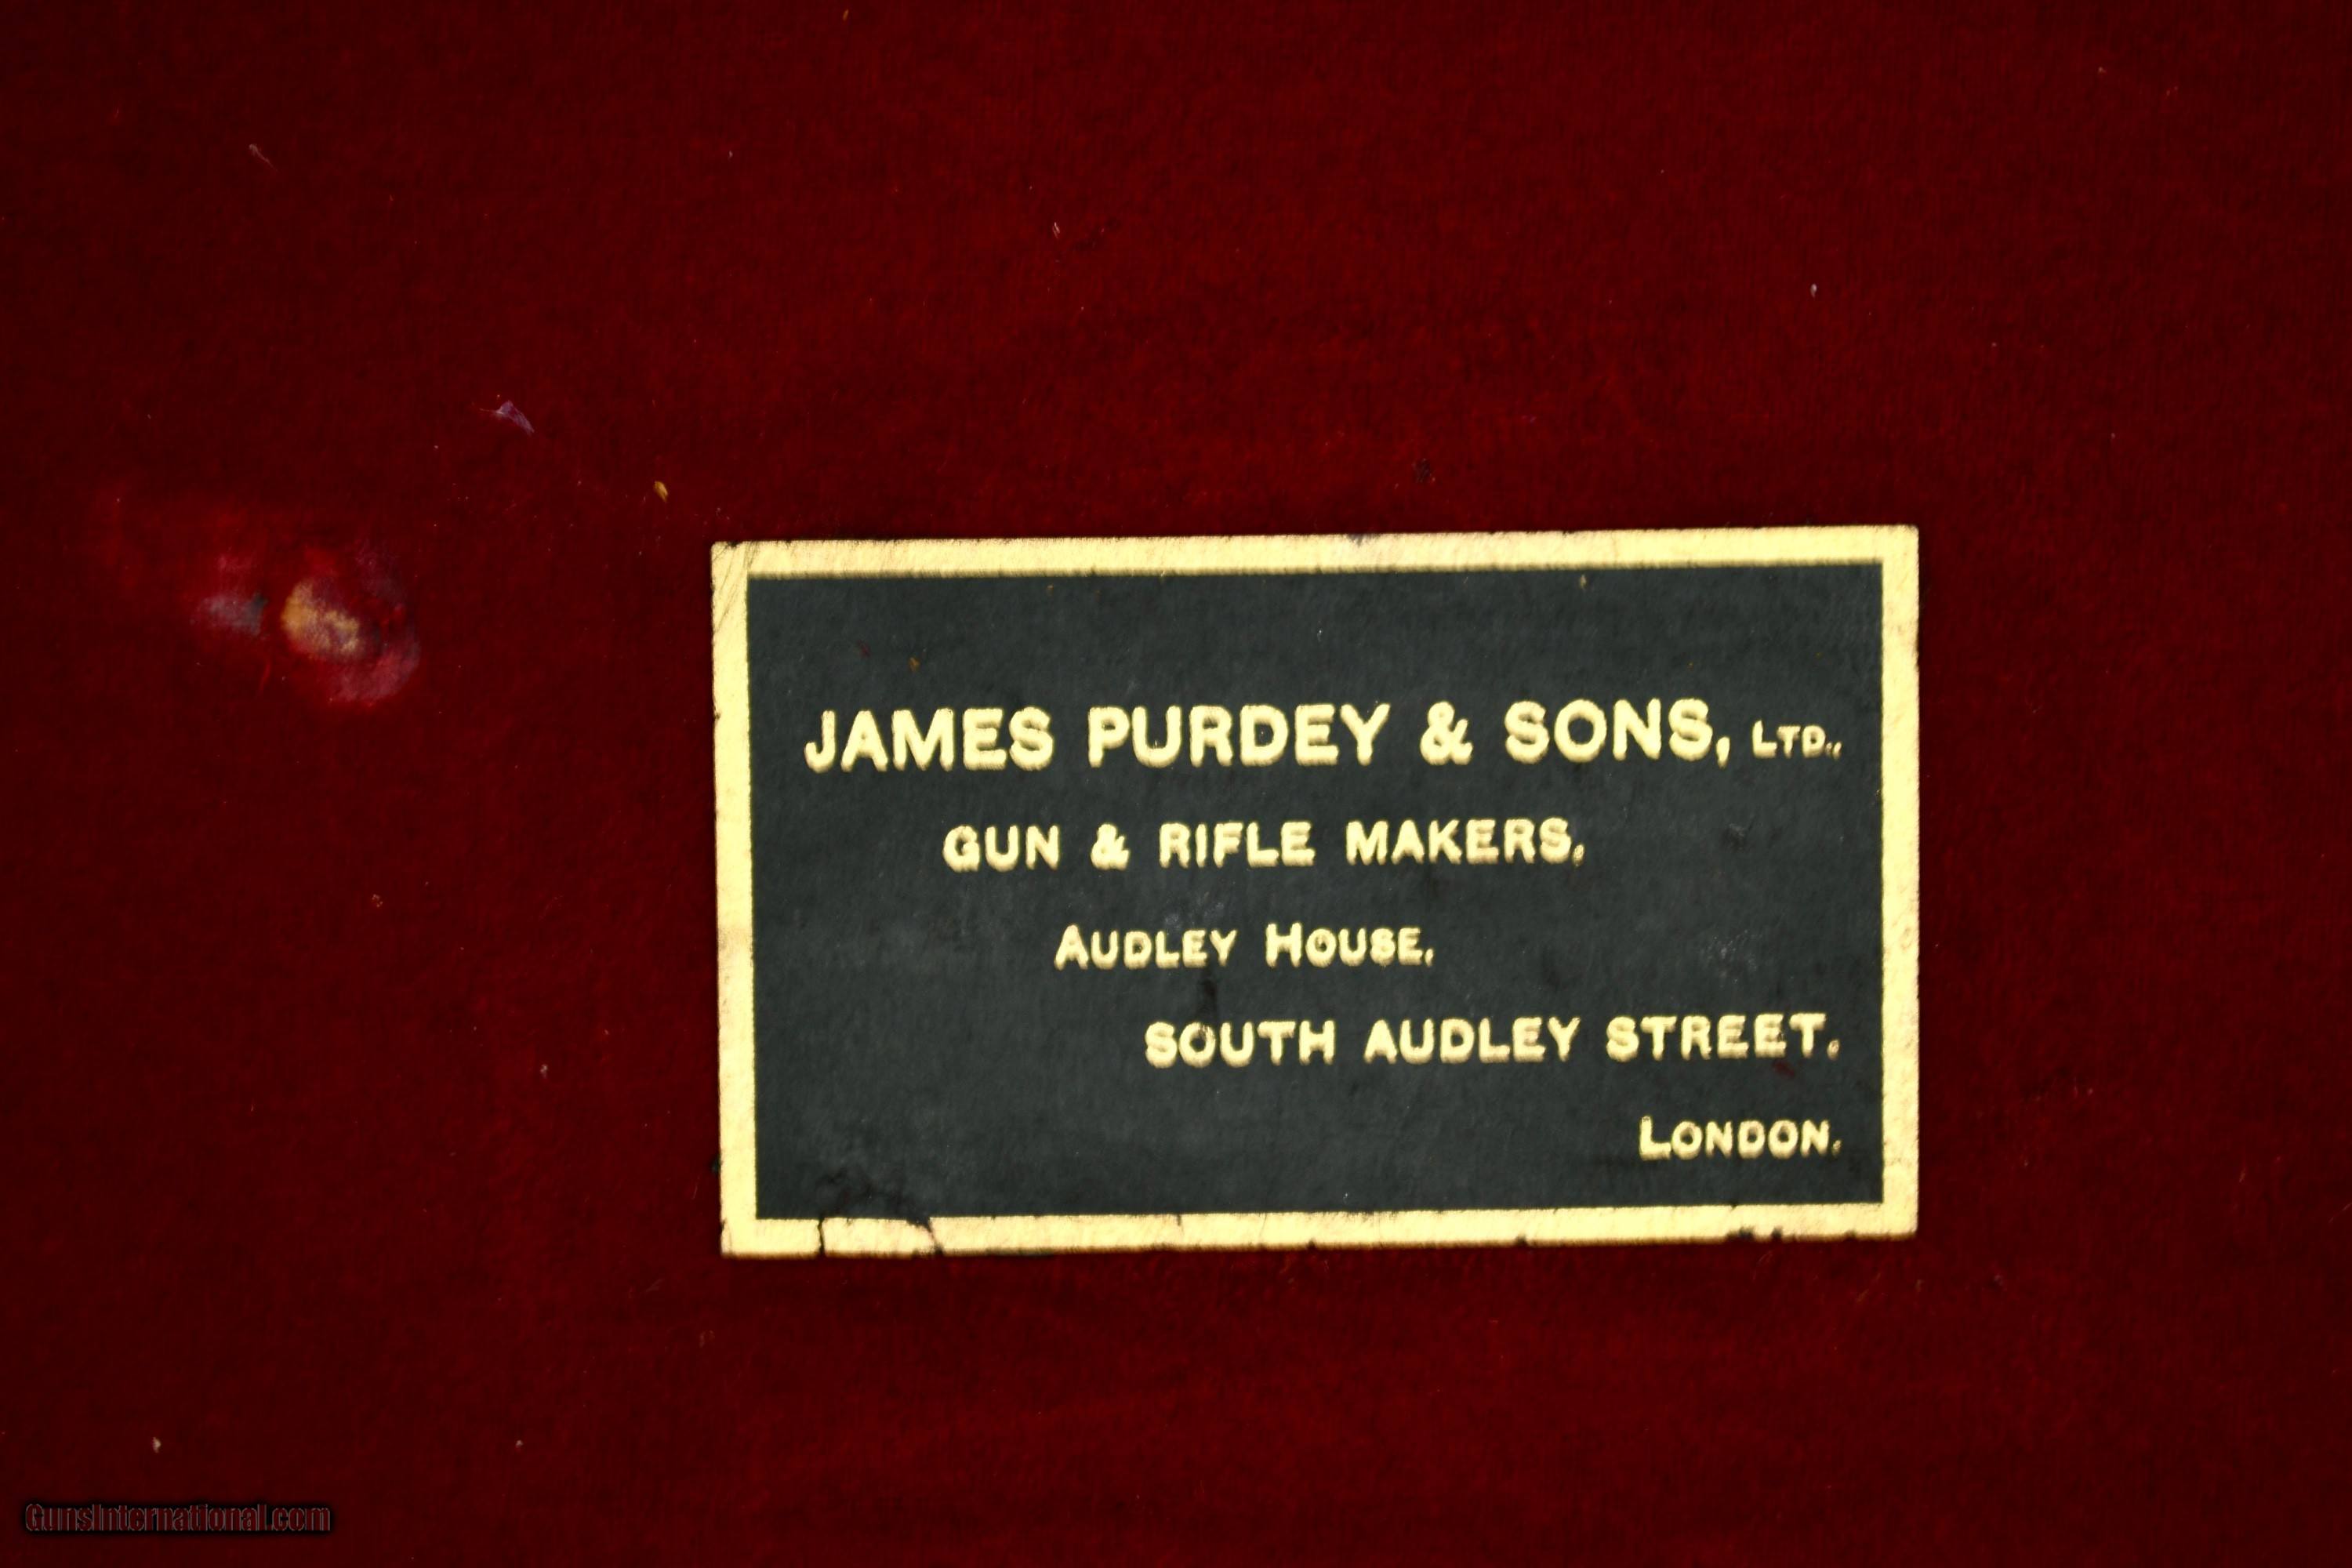 JAMES PURDEY & SONS, LTD.,
GUN & RIFLE MAKERS,
AUDLEY HOUSE,
SOUTH AUDLEY STREET,
LONDON.
GunsInternational.com